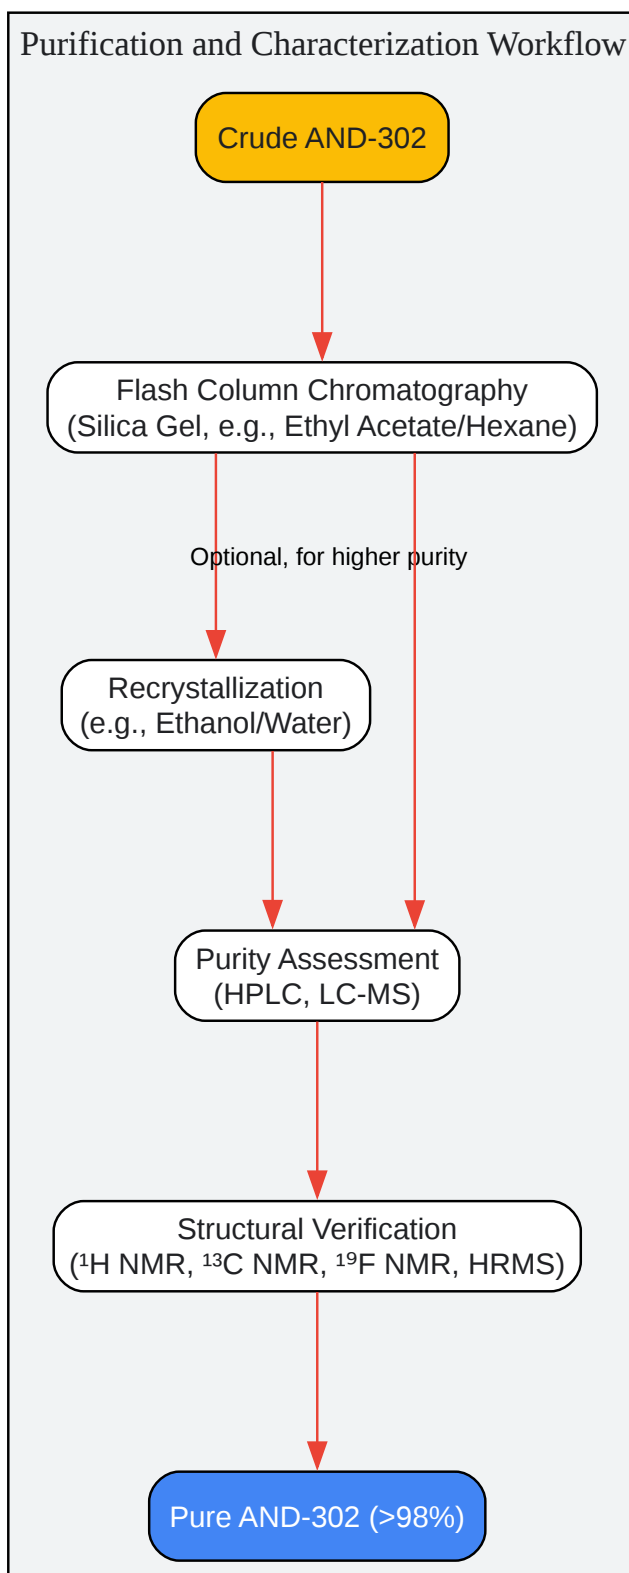 Purification and Characterization Workflow
Crude AND-302
Flash Column Chromatography
(Silica Gel, e.g., Ethyl Acetate/Hexane)
Optional, for higher purity
Recrystallization
(e.g., Ethanol/Water)
Purity Assessment
(HPLC, LC-MS)
Structural Verification
(¹H NMR, ¹³C NMR, ¹⁹F NMR, HRMS)
Pure AND-302 (>98%)